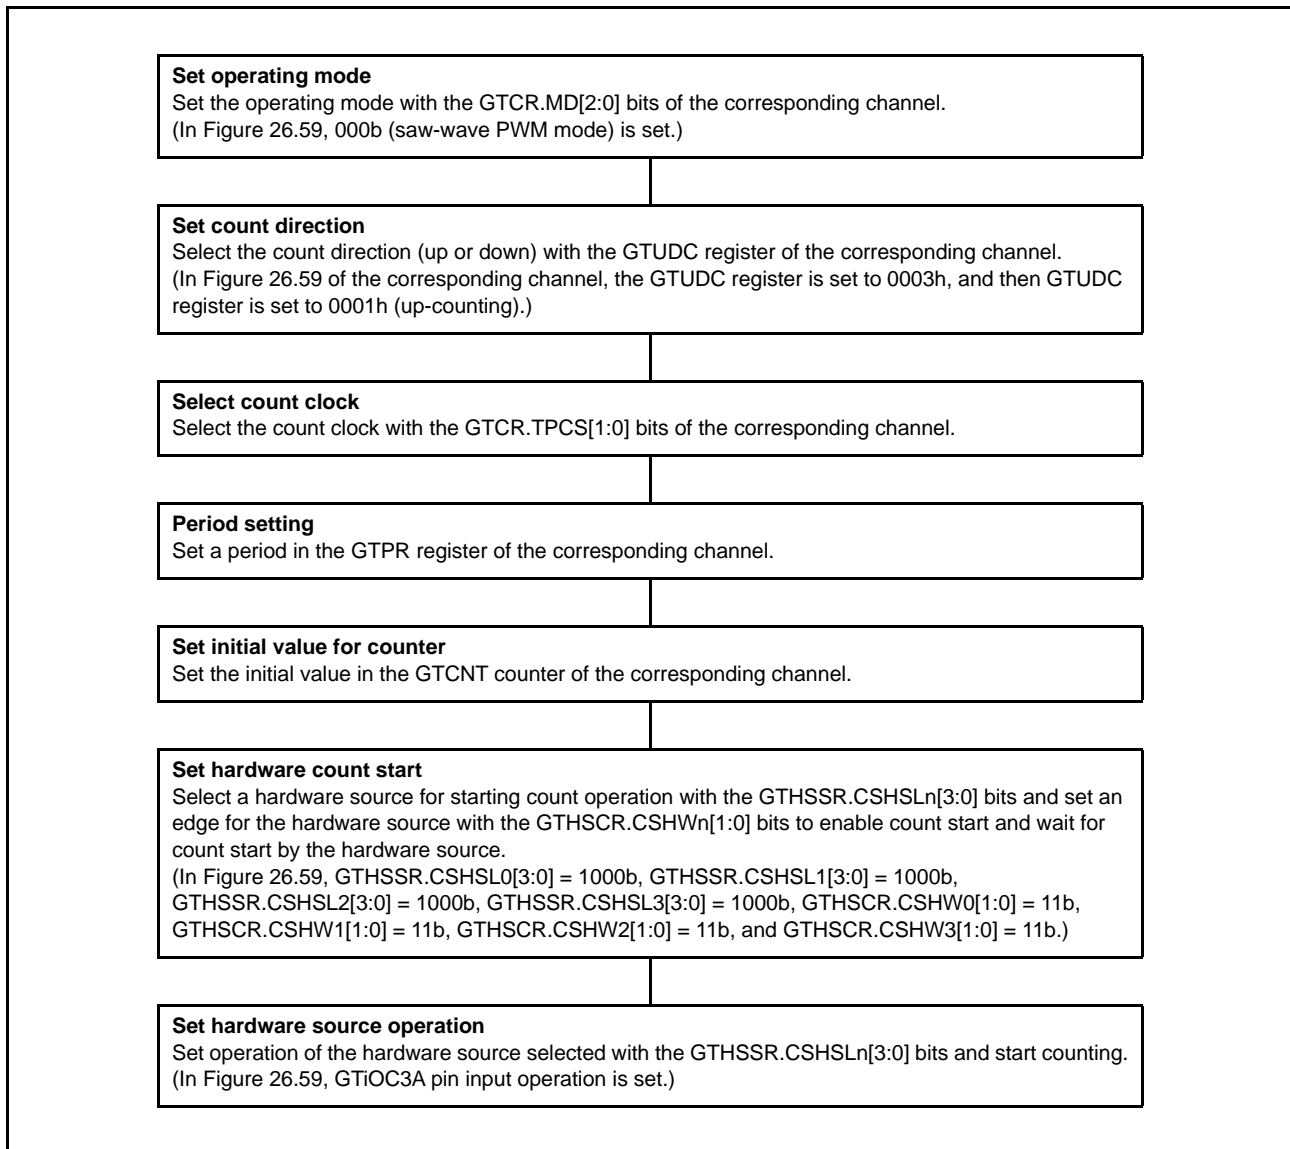 Set operating mode
Set the operating mode with the GTCR.MD[2:0] bits of the corresponding channel.
(In Figure 26.59, 000b (saw-wave PWM mode) is set.)
Set count direction
Select the count direction (up or down) with the GTUDC register of the corresponding channel.
(In Figure 26.59 of the corresponding channel, the GTUDC register is set to 0003h, and then GTUDC
register is set to 0001h (up-counting).)
Select count clock
Select the count clock with the GTCR.TPCS[1:0] bits of the corresponding channel.
Period setting
Set a period in the GTPR register of the corresponding channel.
Set initial value for counter
Set the initial value in the GTCNT counter of the corresponding channel.
Set hardware count start
Select a hardware source for starting count operation with the GTHSSR.CSHSLn[3:0] bits and set an
edge for the hardware source with the GTHSCR.CSHWn[1:0] bits to enable count start and wait for
count start by the hardware source.
(In Figure 26.59, GTHSSR.CSHSL0[3:0] = 1000b, GTHSSR.CSHSL1[3:0] = 1000b,
GTHSSR.CSHSL2[3:0] = 1000b, GTHSSR.CSHSL3[3:0] = 1000b, GTHSCR.CSHW0[1:0] = 11b,
GTHSCR.CSHW1[1:0] = 11b, GTHSCR.CSHW2[1:0] = 11b, and GTHSCR.CSHW3[1:0] = 11b.)
Set hardware source operation
Set operation of the hardware source selected with the GTHSSR.CSHSLn[3:0] bits and start counting.
(In Figure 26.59, GTiOC3A pin input operation is set.)